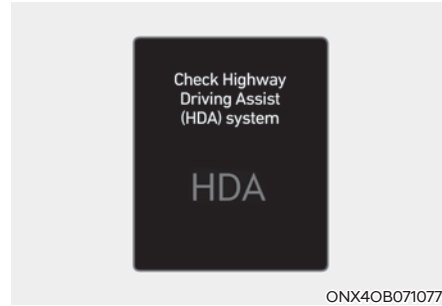 Check Highway
Driving Assist
(HDA) system
HDA
ONX4OB071077